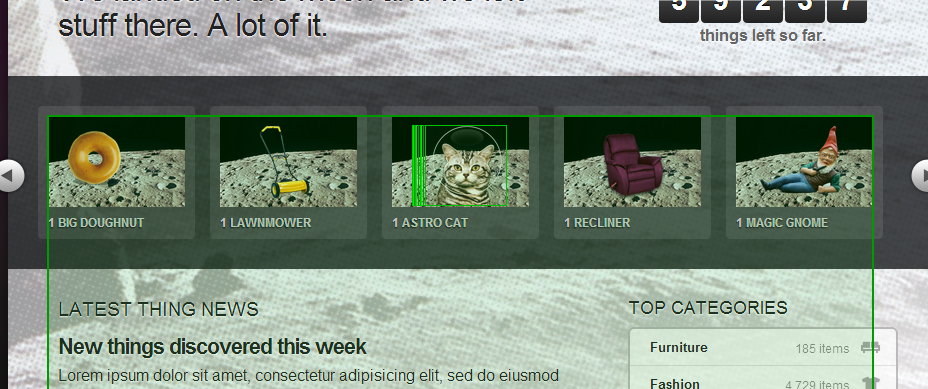 stuff there. A lot of it.
5 9 2 3 7
things left so far.
1 BIG DOUGHNUT
1 LAWNMOWER
1 ASTRO CAT
1 RECLINER
1 MAGIC GNOME
LATEST THING NEWS
TOP CATEGORIES
New things discovered this week
Furniture 185 items
Lorem ipsum dolor sit amet, consectetur adipisicing elit, sed do eiusmod
Fashion 4,729 items